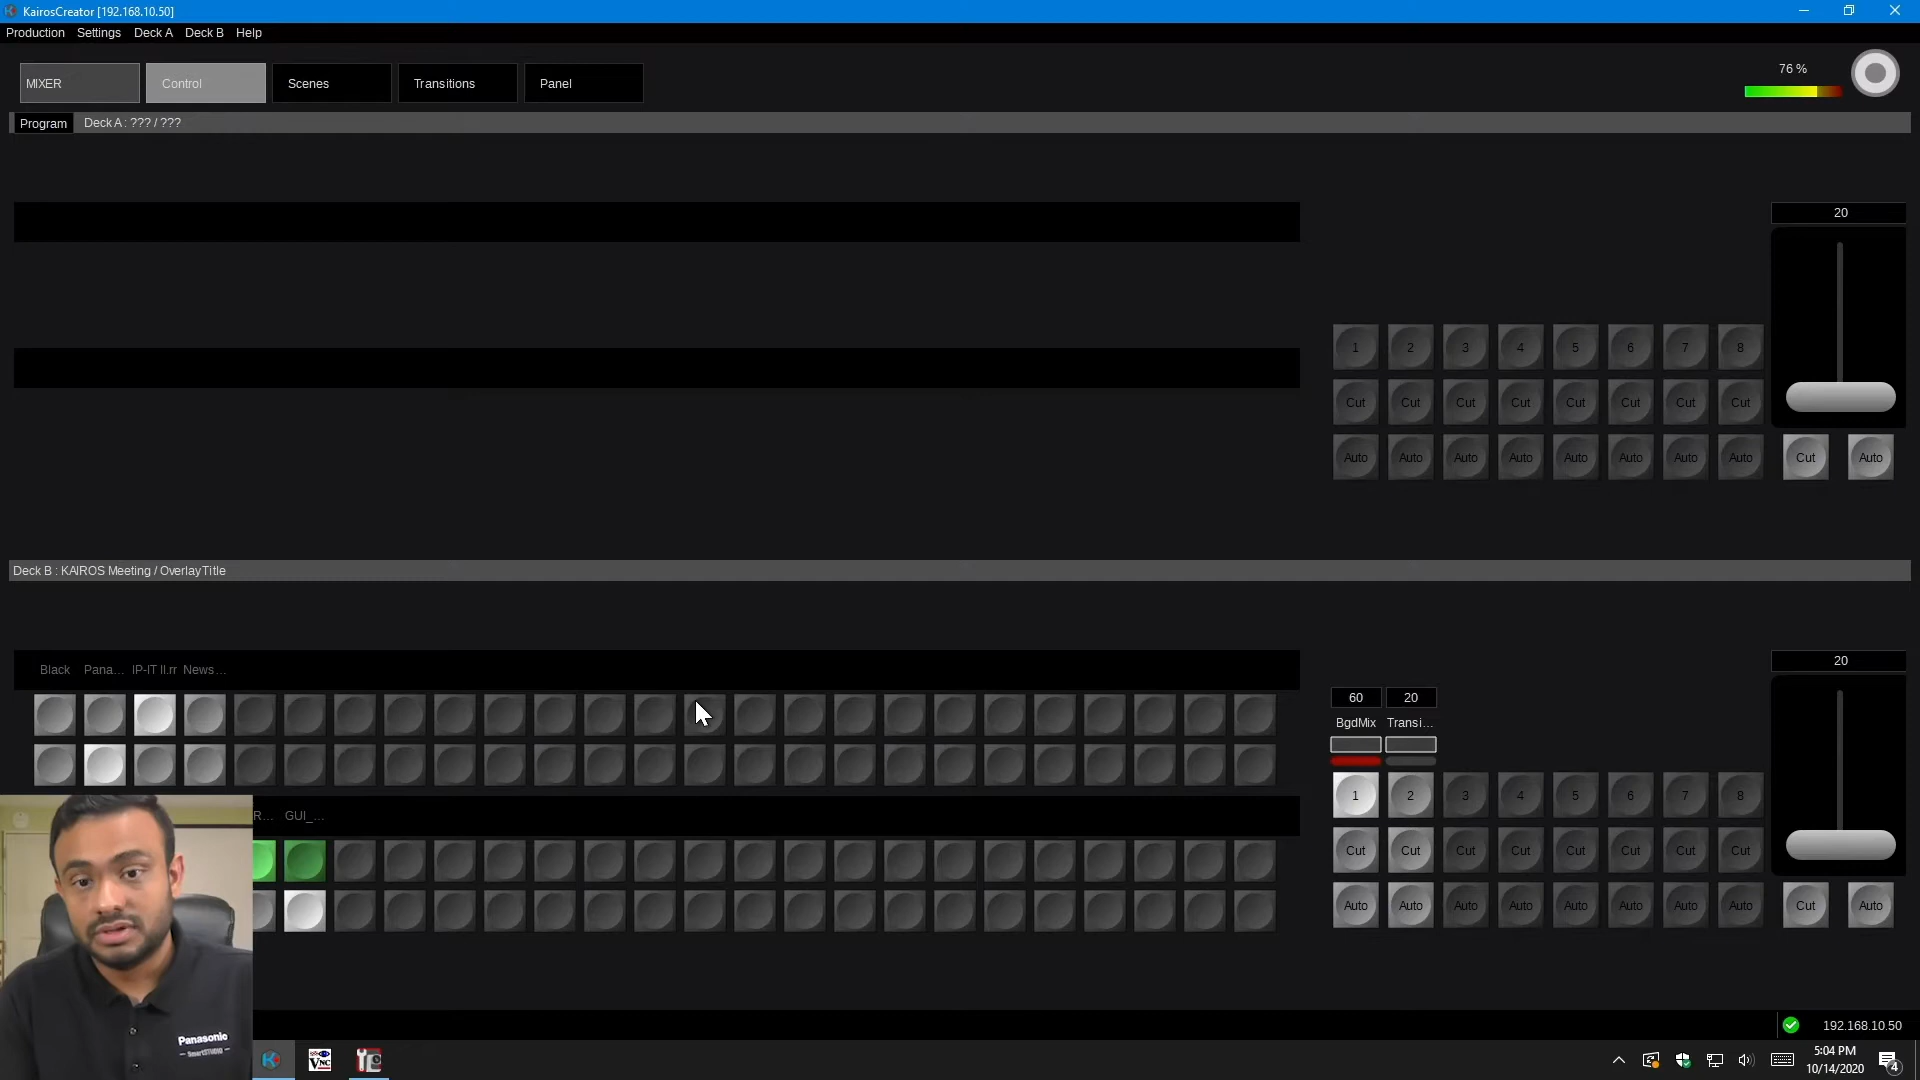 KairosCreator [192.168.10.50]
Production Settings Deck A Deck B Help
MIXER Control Scenes Transitions Panel
76 %
Program Deck A : ??? / ???
20
1 2 3 4 5 6 7 8
Cut Cut Cut Cut Cut Cut Cut Cut
Auto Auto Auto Auto Auto Auto Auto Auto Cut Auto
Deck B : KAIROS Meeting / OverlayTitle
20
Black Pana... IP-IT II.rr News...
60 20
BgdMix Transi...
1 2 3 4 5 6 7 8
R... GUI_...
Cut Cut Cut Cut Cut Cut Cut Cut
Auto Auto Auto Auto Auto Auto Auto Auto Cut Auto
Panasonic
SmartSTUDIO
192.168.10.50
VNC
5:04 PM
10/14/2020
4